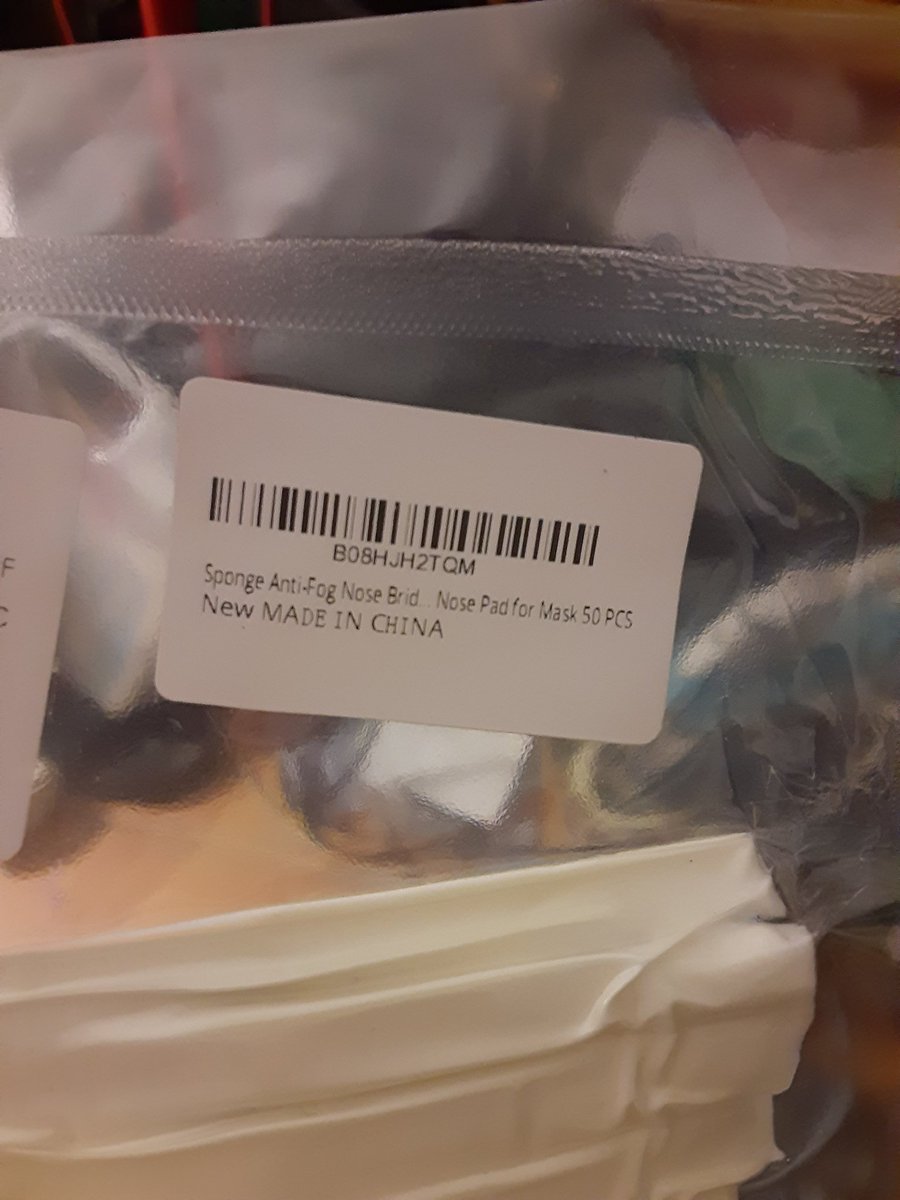 B08HJH2TQM
Sponge Anti-Fog Nose Brid... Nose Pad for Mask 50 PCS
New MADE IN CHINA
F
C